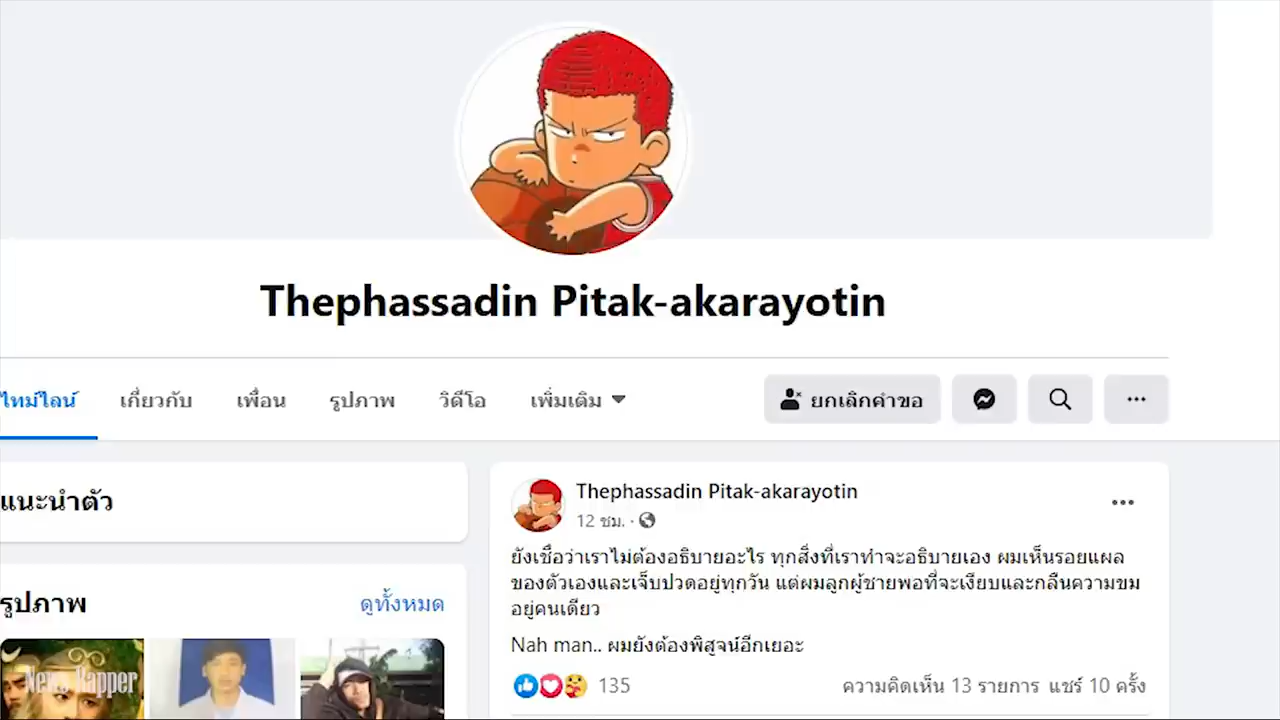 Thephassadin Pitak-akarayotin
ไทม์ไลน์ เกี่ยวกับ เพื่อน รูปภาพ วิดีโอ เพิ่มเติม ยกเลิกคำขอ
แนะนำตัว
รูปภาพ ดูทั้งหมด
News Rapper
Thephassadin Pitak-akarayotin
12 ชม.
ยังเชื่อว่าเราไม่ต้องอธิบายอะไร ทุกสิ่งที่เราทำจะอธิบายเอง ผมเห็นรอยแผล
ของตัวเองและเจ็บปวดอยู่ทุกวัน แต่ผมลูกผู้ชายพอที่จะเงียบและกลืนความขม
อยู่คนเดียว
Nah man.. ผมยังต้องพิสูจน์อีกเยอะ
135 ความคิดเห็น 13 รายการ แชร์ 10 ครั้ง